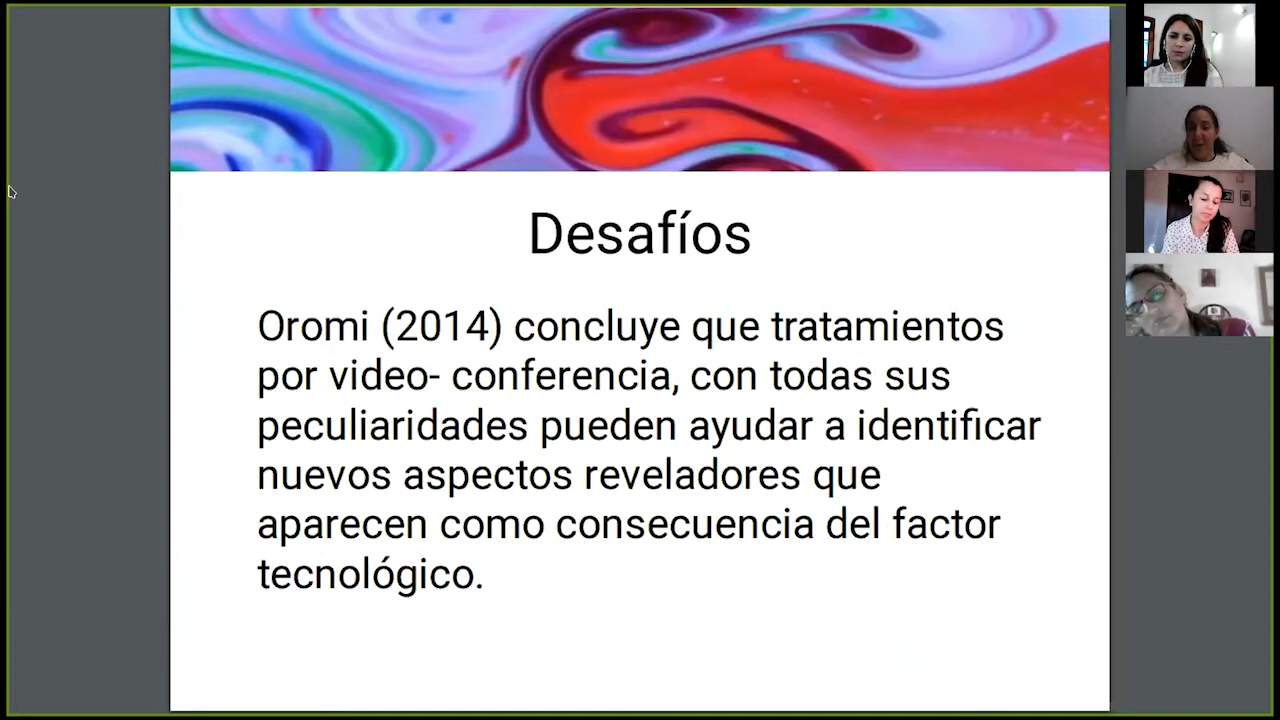 Desafíos
Oromi (2014) concluye que tratamientos
por video- conferencia, con todas sus
peculiaridades pueden ayudar a identificar
nuevos aspectos reveladores que
aparecen como consecuencia del factor
tecnológico.